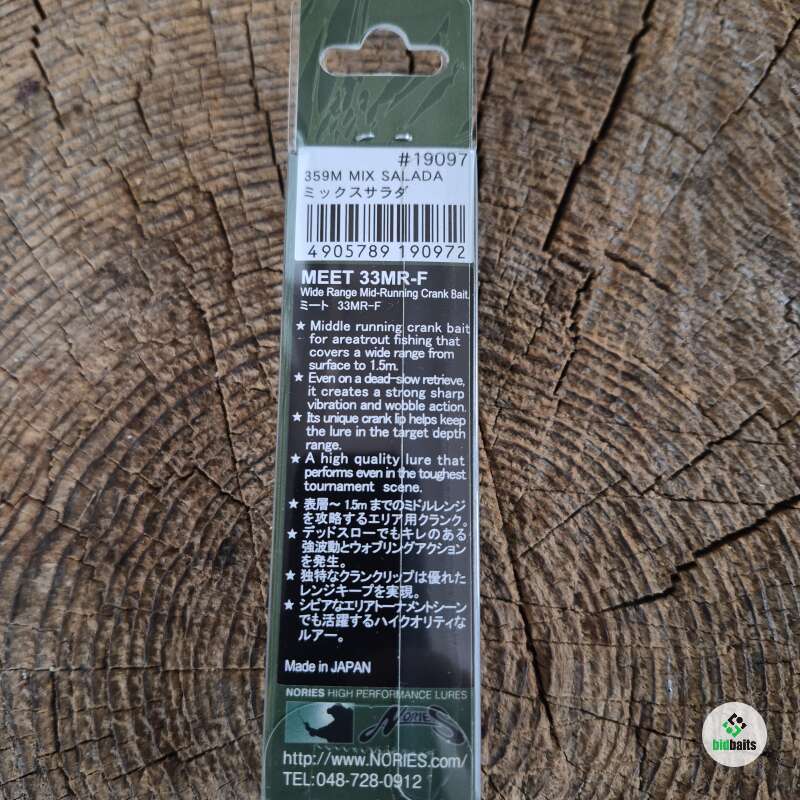 #19097
359M MIX SALADA
ミックスサラダ
4905789 190972
MEET 33MR-F
Wide Range Mid-Running Crank Bait.
ミート 33MR-F
★ Middle running crank bait
for areatrout fishing that
covers a wide range from
surface to 1.5m.
★ Even on a dead-slow retrieve,
it creates a strong sharp
vibration and wobble action.
★ Its unique crank lip helps keep
the lure in the target depth
range.
★ A high quality lure that
performs even in the toughest
tournament scene.
★ 表層〜1.5mまでのミドルレンジ
を攻略するエリア用クランク。
★ デッドスローでもキレのある
強波動とウォブリングアクション
を発生。
★ 独特なクランクリップは優れた
レンジキープを実現。
★ シビアなエリアトーナメントシーン
でも活躍するハイクオリティな
ルアー。
Made in JAPAN
NORIES HIGH PERFORMANCE LURES
NORIES
http://www.NORIES.com/
TEL:048-728-0912
bidbaits